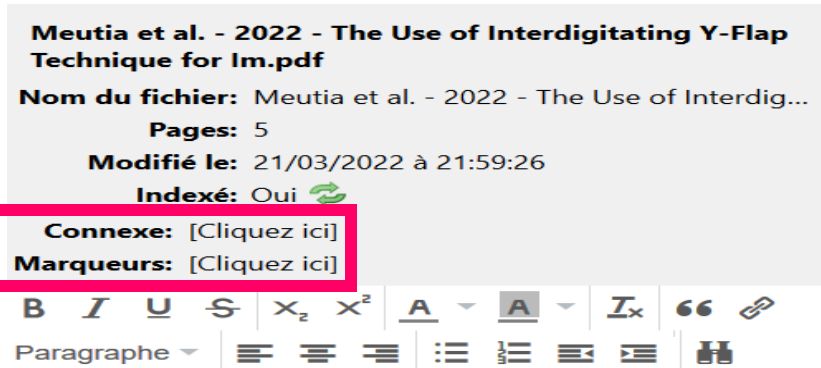 Meutia et al. - 2022 - The Use of Interdigitating Y-Flap
Technique for Im.pdf
Nom du fichier: Meutia et al. - 2022 - The Use of Interdig...
Pages: 5
Modifié le: 21/03/2022 à 21:59:26
Indexé: Oui
Connexe: [Cliquez ici]
Marqueurs: [Cliquez ici]
B I U S X₂ X² A A Tx
Paragraphe